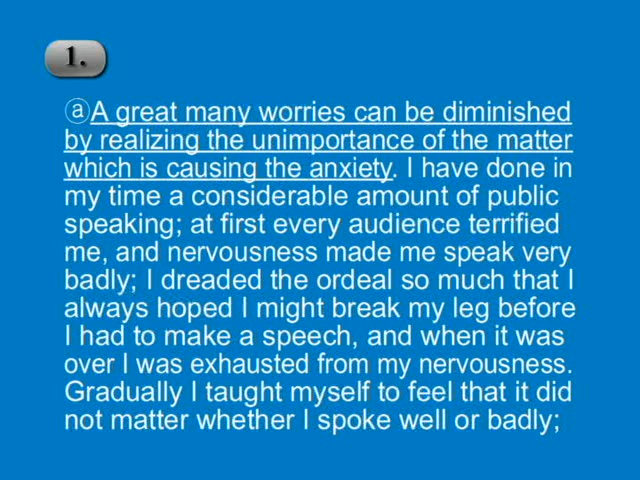 1.
ⓐA great many worries can be diminished
by realizing the unimportance of the matter
which is causing the anxiety. I have done in
my time a considerable amount of public
speaking; at first every audience terrified
me, and nervousness made me speak very
badly; I dreaded the ordeal so much that I
always hoped I might break my leg before
I had to make a speech, and when it was
over I was exhausted from my nervousness.
Gradually I taught myself to feel that it did
not matter whether I spoke well or badly;